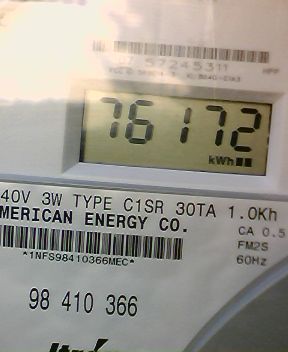 57245311
76172
kWh
40V 3W TYPE C1SR 30TA 1.0Kh
MERICAN ENERGY CO.
CA 0.5
FM2S
60Hz
*1NFS98410366MEC*
98 410 366